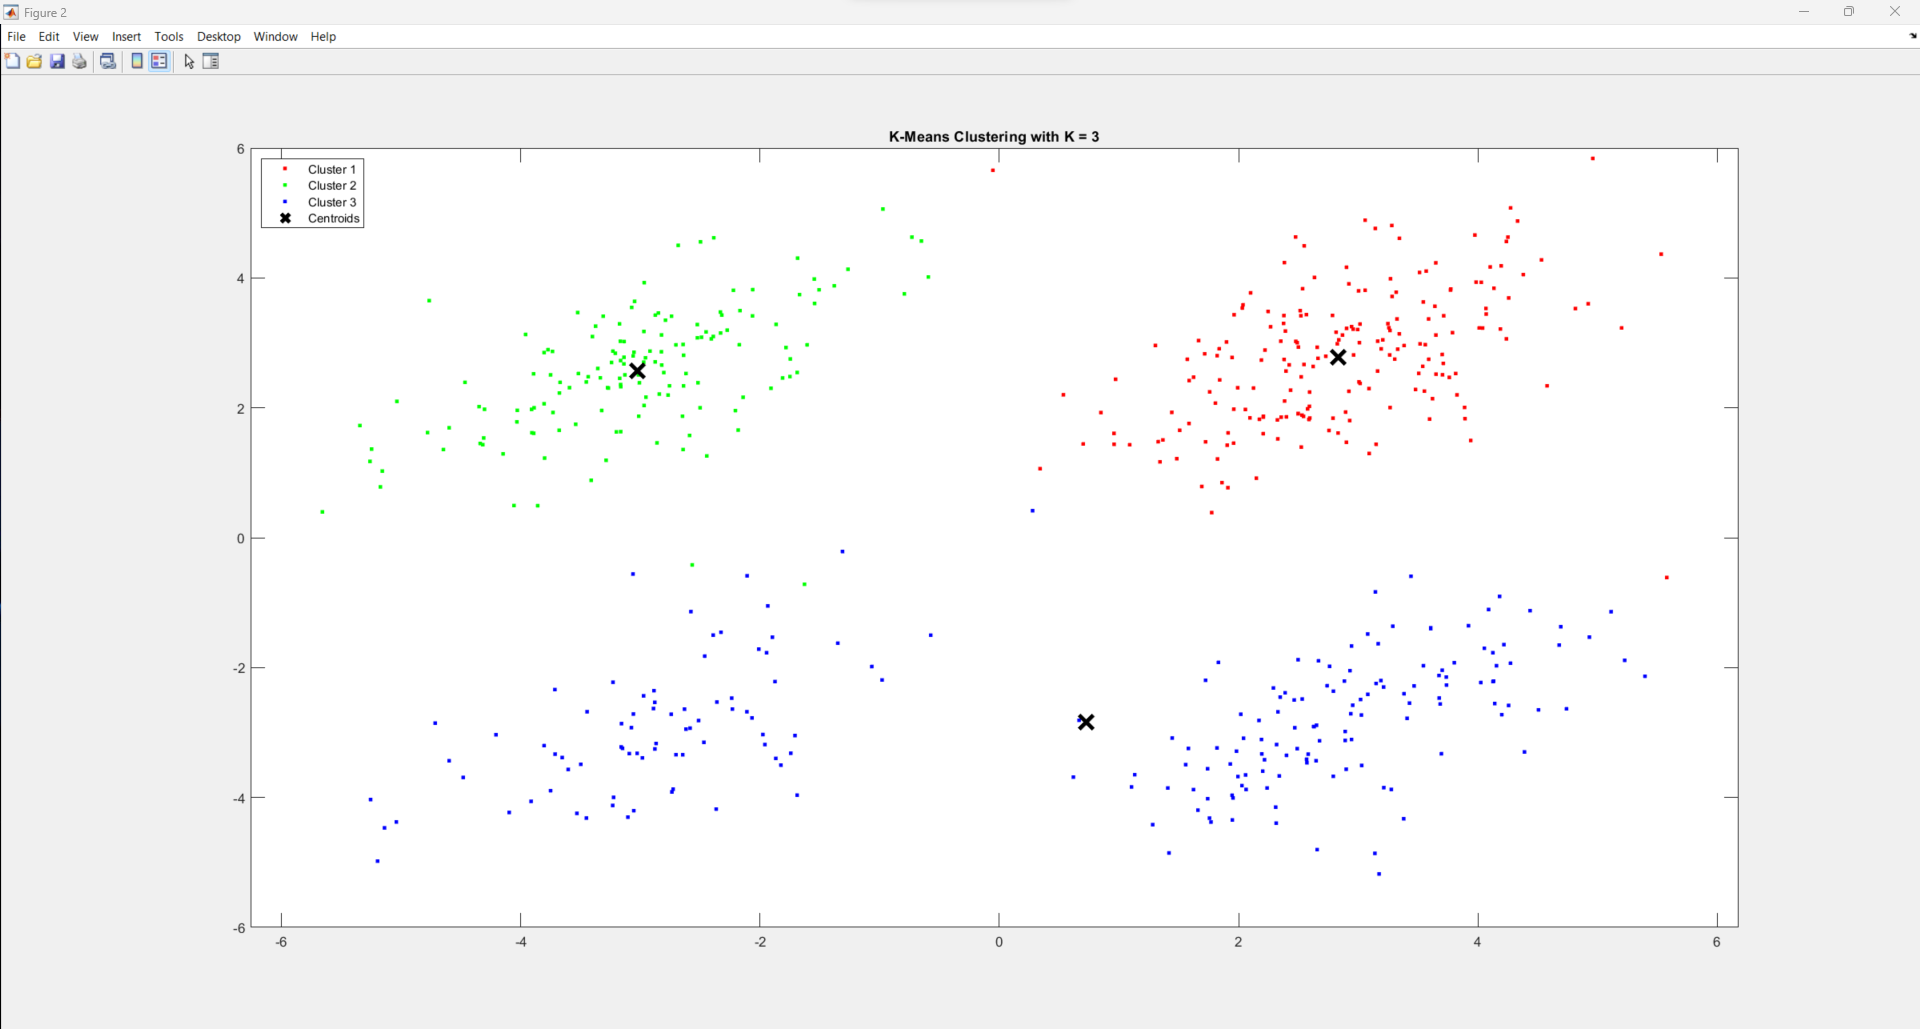 Figure 2
File Edit View Insert Tools Desktop Window Help
K-Means Clustering with K = 3
Cluster 1
Cluster 2
Cluster 3
Centroids
6
4
2
0
-2
-4
-6
-6 -4 -2 0 2 4 6